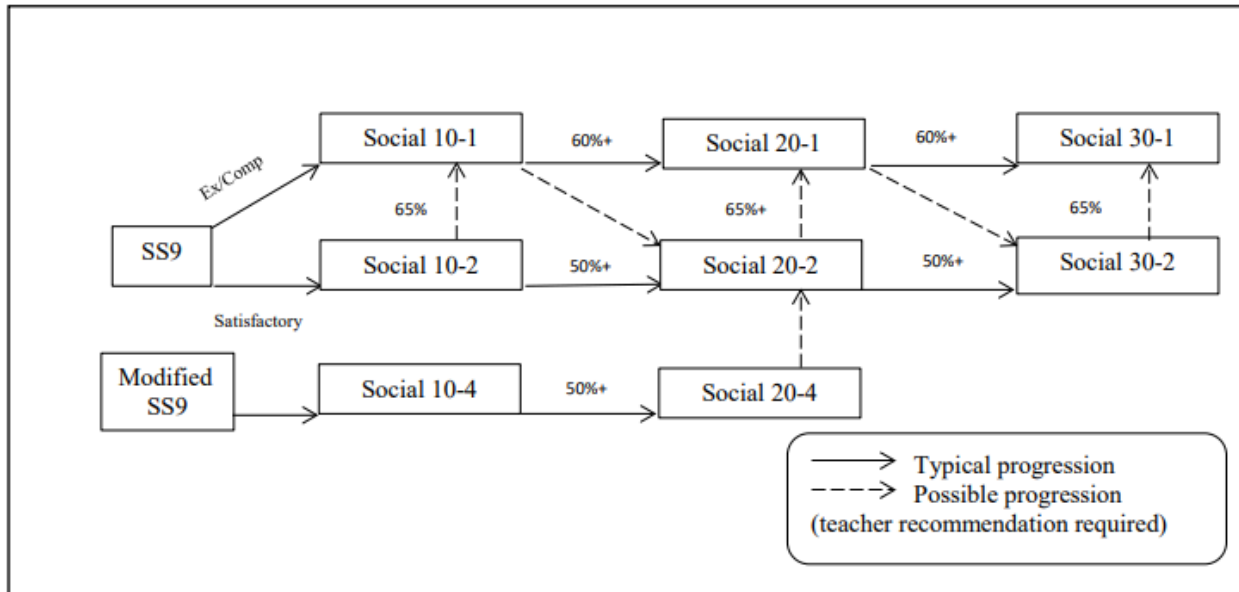 Social 10-1
60%+
Social 20-1
60%+
Social 30-1
Ex/Comp
65%
65%+
65%
SS9
Social 10-2
50%+
Social 20-2
50%+
Social 30-2
Satisfactory
Modified
SS9
Social 10-4
50%+
Social 20-4
Typical progression
Possible progression
(teacher recommendation required)